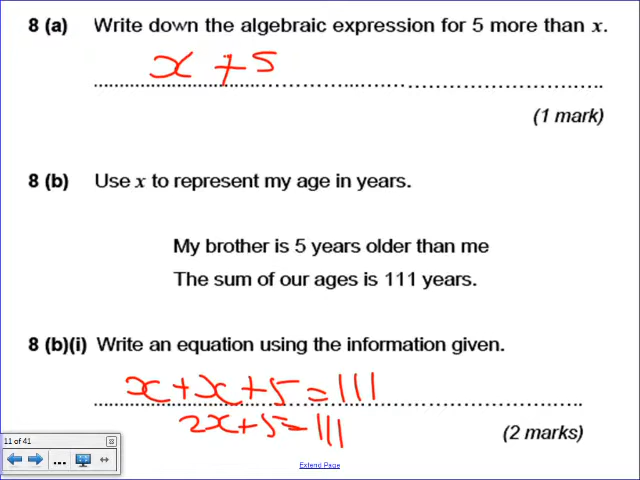 8 (a) Write down the algebraic expression for 5 more than x.
x + 5
(1 mark)
8 (b) Use x to represent my age in years.
My brother is 5 years older than me
The sum of our ages is 111 years.
8 (b)(i) Write an equation using the information given.
x + x + 5 = 111
2x + 5 = 111
(2 marks)
11 of 41
Extend Page